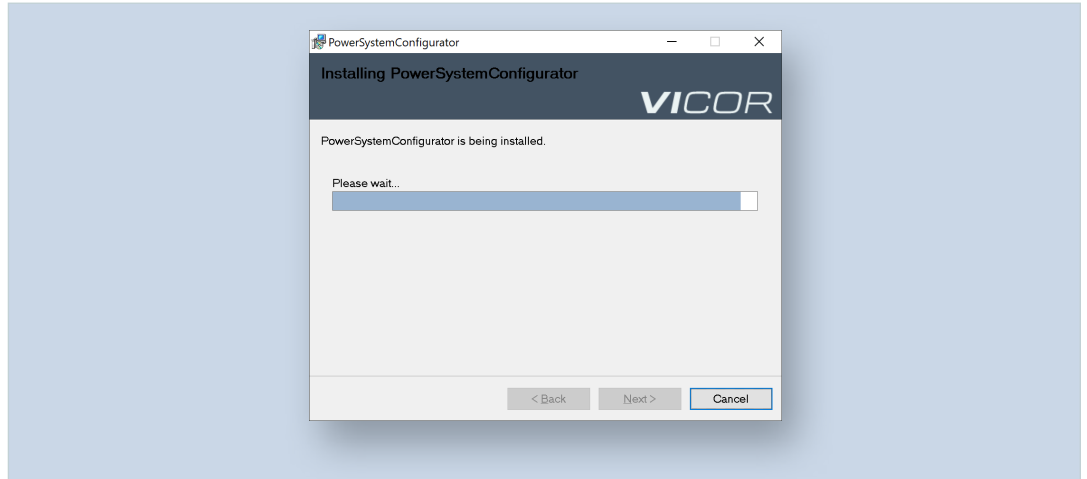 PowerSystemConfigurator
Installing PowerSystemConfigurator
VICOR
PowerSystemConfigurator is being installed.
Please wait...
< Back
Next >
Cancel